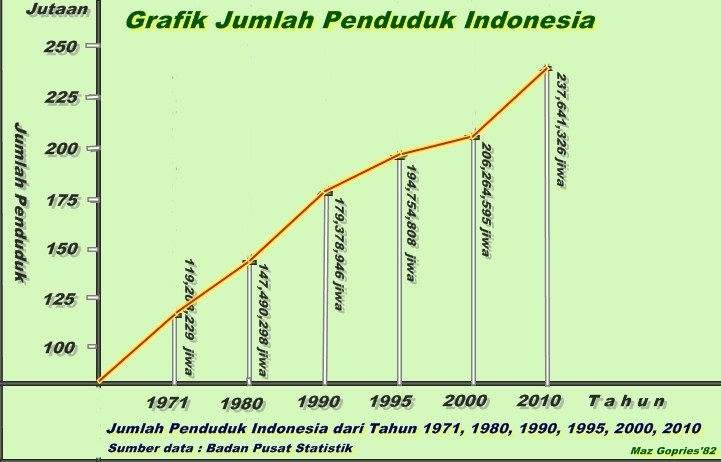 Jutaan
Grafik Jumlah Penduduk Indonesia
250
225
200
175
150
125
100
Jumlah Penduduk
147,490,298 jiwa
179,378,946 jiwa
194,754,808 jiwa
206,264,595 jiwa
237,641,326 jiwa
1971 1980 1990 1995 2000 2010 Tahun
Jumlah Penduduk Indonesia dari Tahun 1971, 1980, 1990, 1995, 2000, 2010
Sumber data : Badan Pusat Statistik
Maz Gopries'82